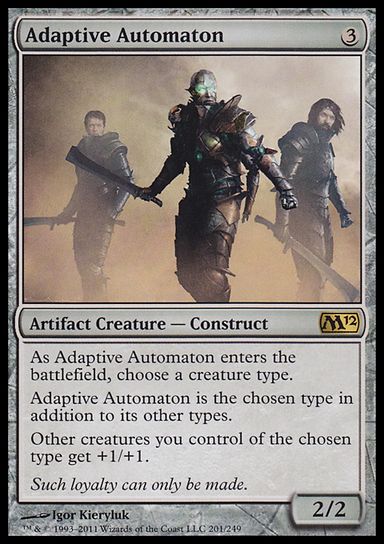 Adaptive Automaton 3
Artifact Creature — Construct M12
As Adaptive Automaton enters the
battlefield, choose a creature type.
Adaptive Automaton is the chosen type in
addition to its other types.
Other creatures you control of the chosen
type get +1/+1.
Such loyalty can only be made.
2/2
Igor Kieryluk
™ & © 1993–2011 Wizards of the Coast LLC 201/249